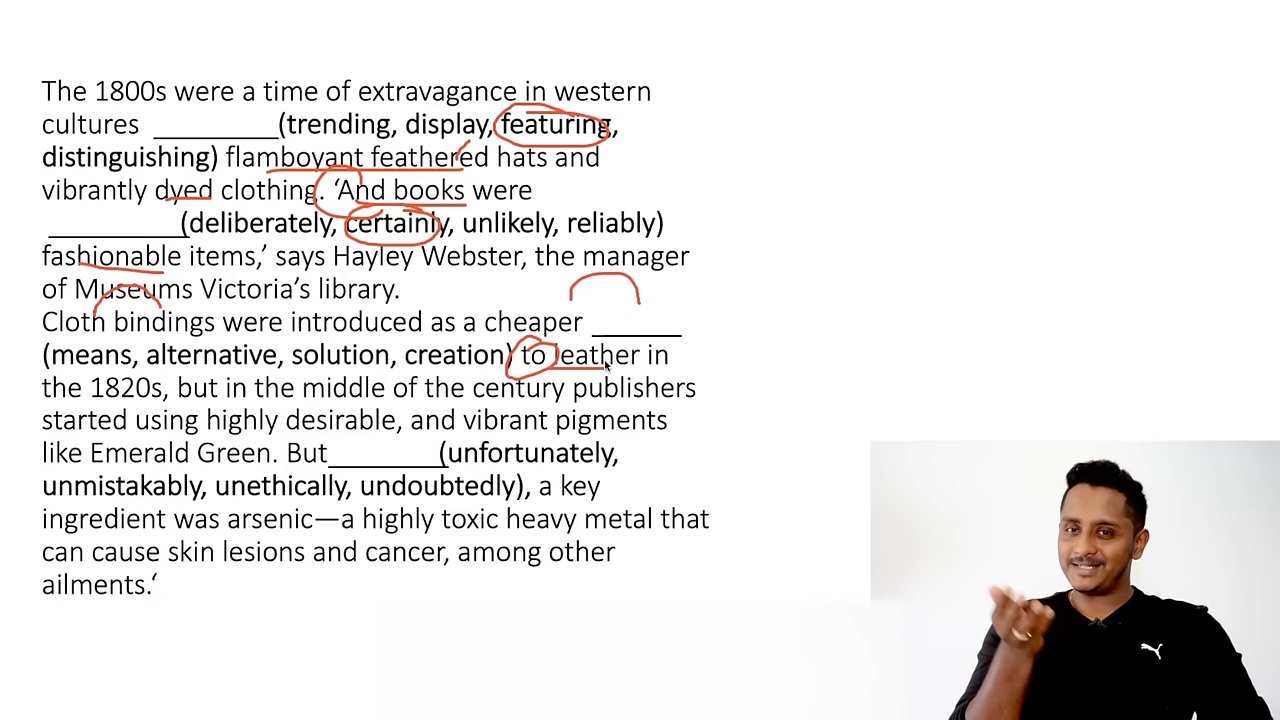 The 1800s were a time of extravagance in western
cultures __________(trending, display, featuring,
distinguishing) flamboyant feathered hats and
vibrantly dyed clothing. ‘And books were
___________(deliberately, certainly, unlikely, reliably)
fashionable items,’ says Hayley Webster, the manager
of Museums Victoria’s library.
Cloth bindings were introduced as a cheaper _______
(means, alternative, solution, creation) to leather in
the 1820s, but in the middle of the century publishers
started using highly desirable, and vibrant pigments
like Emerald Green. But_________(unfortunately,
unmistakably, unethically, undoubtedly), a key
ingredient was arsenic—a highly toxic heavy metal that
can cause skin lesions and cancer, among other
ailments.‘
PUMA